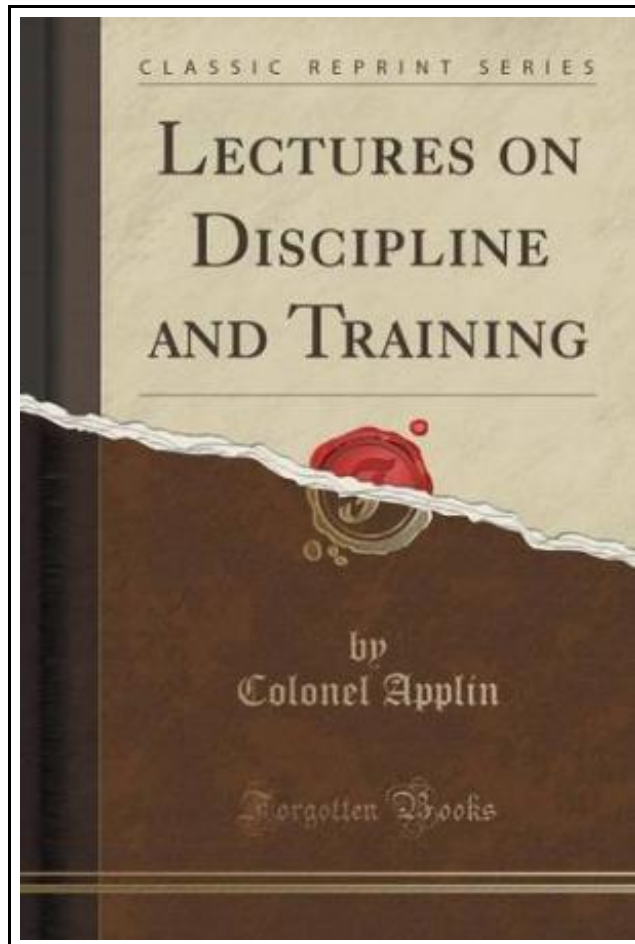 CLASSIC REPRINT SERIES
LECTURES ON
DISCIPLINE
AND TRAINING
F
by
Colonel Applin
Forgotten Books